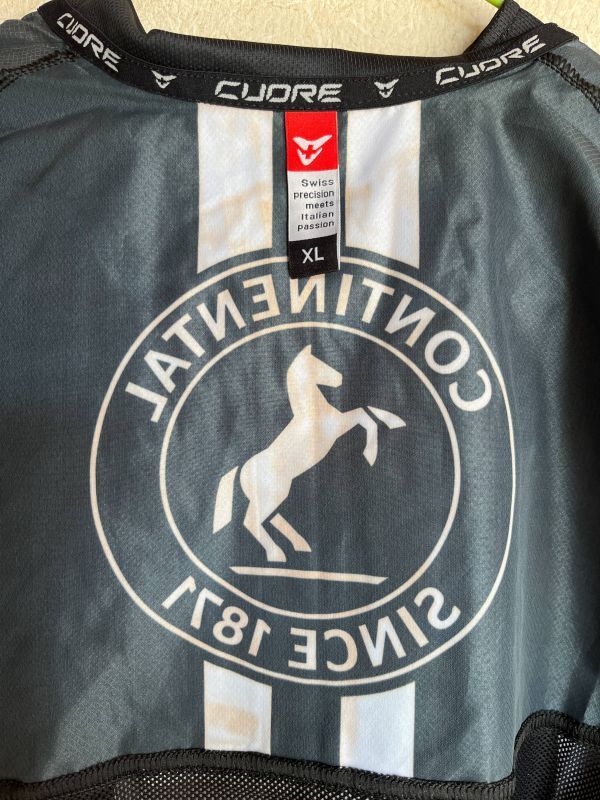 CUORE CUORE CUORE
Swiss
precision
meets
Italian
passion
XL
CONTINENTAL
SINCE 1871